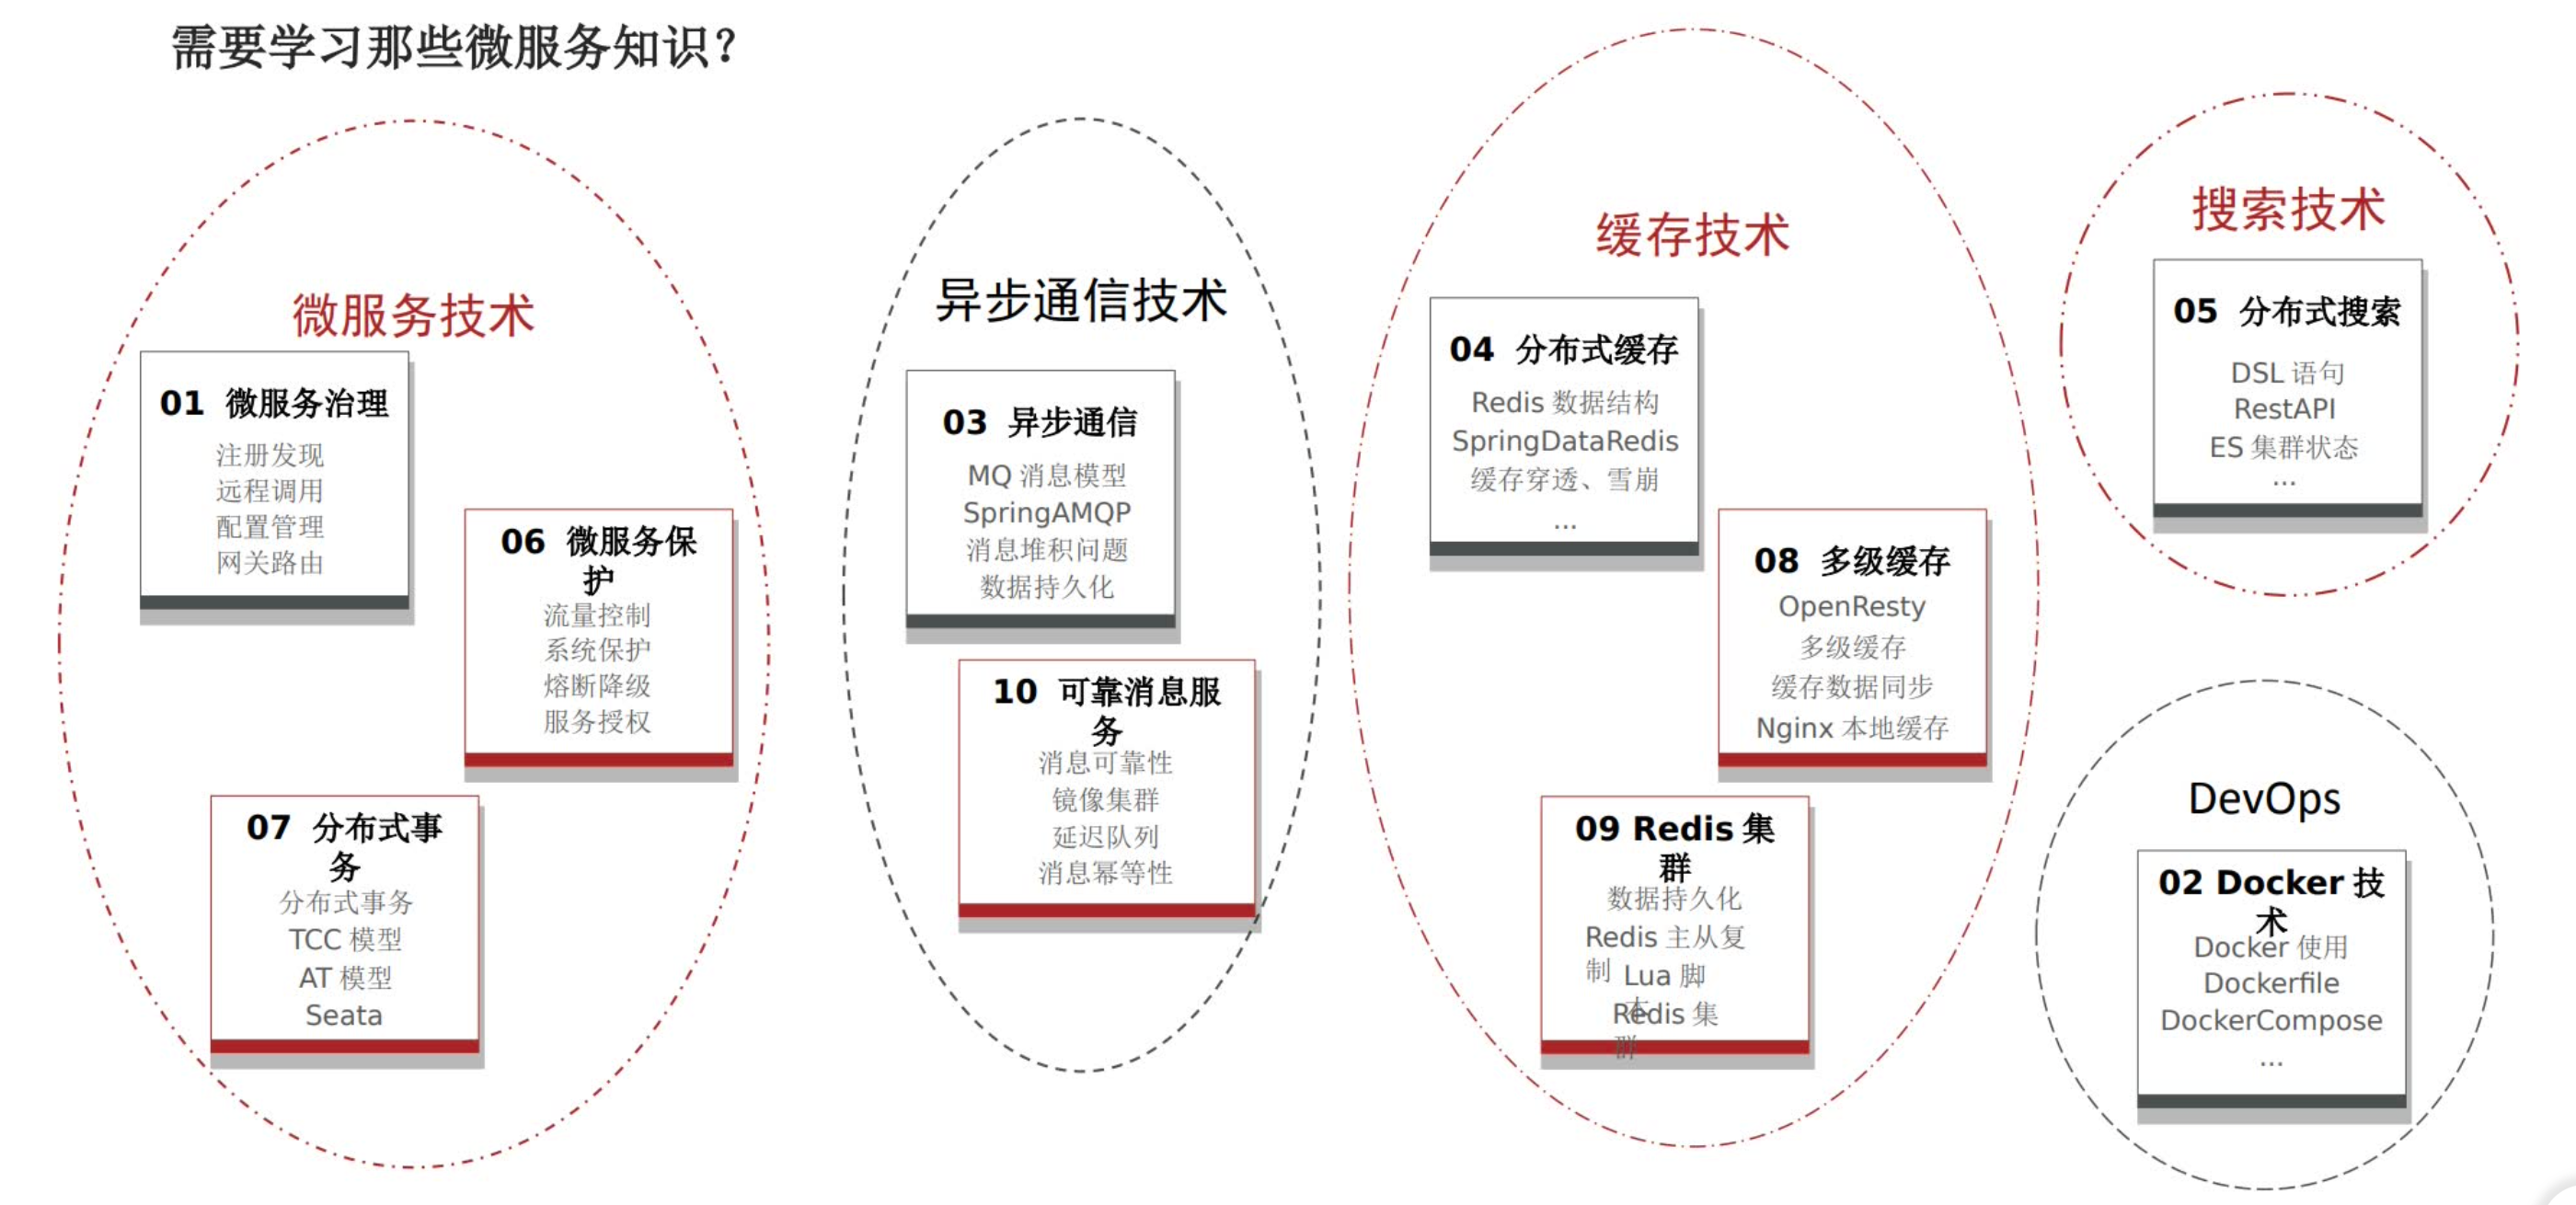 需要学习那些微服务知识？
微服务技术
01 微服务治理
注册发现
远程调用
配置管理
网关路由
06 微服务保
护
流量控制
系统保护
熔断降级
服务授权
07 分布式事
务
分布式事务
TCC 模型
AT 模型
Seata
异步通信技术
03 异步通信
MQ 消息模型
SpringAMQP
消息堆积问题
数据持久化
10 可靠消息服
务
消息可靠性
镜像集群
延迟队列
消息幂等性
缓存技术
04 分布式缓存
Redis 数据结构
SpringDataRedis
缓存穿透、雪崩
...
08 多级缓存
OpenResty
多级缓存
缓存数据同步
Nginx 本地缓存
09 Redis 集
群
数据持久化
Redis 主从复
制
Lua 脚
本
Redis 集
群
搜索技术
05 分布式搜索
DSL 语句
RestAPI
ES 集群状态
...
DevOps
02 Docker 技
术
Docker 使用
Dockerfile
DockerCompose
...